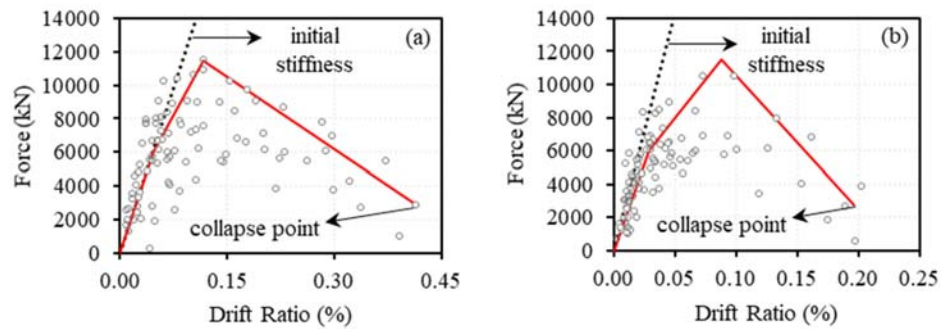 14000
12000
10000
8000
6000
4000
2000
0
Force (kN)
(a)
initial
stiffness
collapse point
0.00
0.15
0.30
0.45
Drift Ratio (%)
14000
12000
10000
8000
6000
4000
2000
0
Force (kN)
(b)
initial
stiffness
collapse point
0.00
0.05
0.10
0.15
0.20
0.25
Drift Ratio (%)